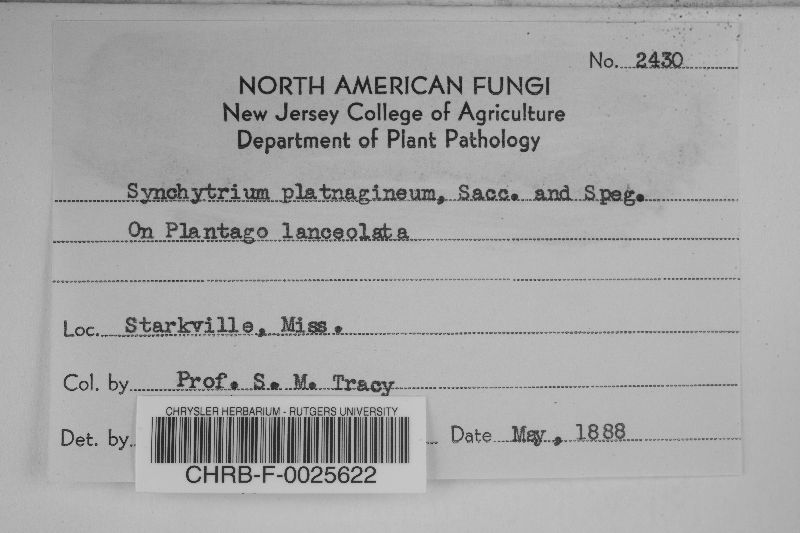 No. 2430
NORTH AMERICAN FUNGI
New Jersey College of Agriculture
Department of Plant Pathology
Synchytrium platnagineum, Sacc. and Speg.
On Plantago lanceolata
Loc. Starkville, Miss.
Col. by Prof. S. M. Tracy
Det. by Date May, 1888
CHRYSLER HERBARIUM - RUTGERS UNIVERSITY
CHRB-F-0025622